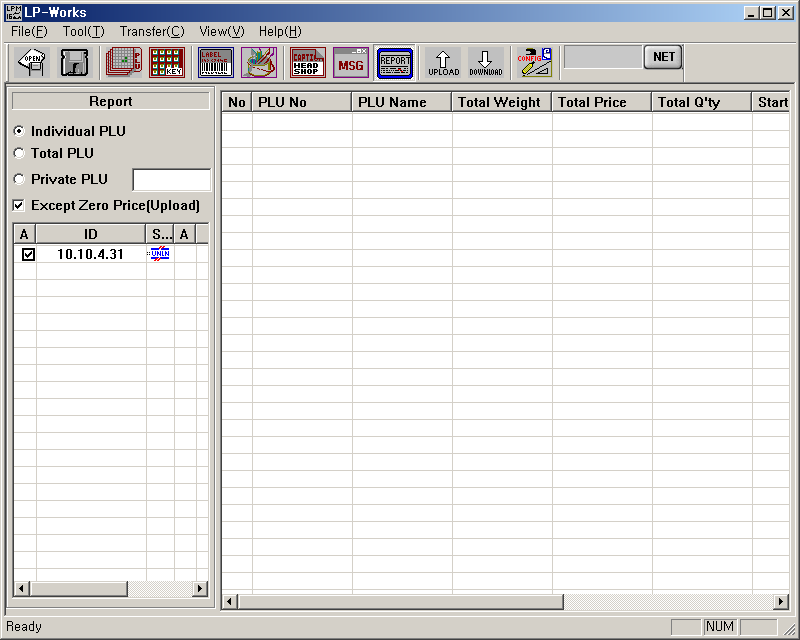 LP-Works
File(F) Tool(T) Transfer(C) View(V) Help(H)
OPEN KEY LABEL HEAD SHOP MSG REPORT UPLOAD DOWNLOAD CONFIG NET
Report
No PLU No PLU Name Total Weight Total Price Total Q'ty Start
Individual PLU
Total PLU
Private PLU
Except Zero Price(Upload)
A ID S... A
10.10.4.31 UNLN
Ready NUM